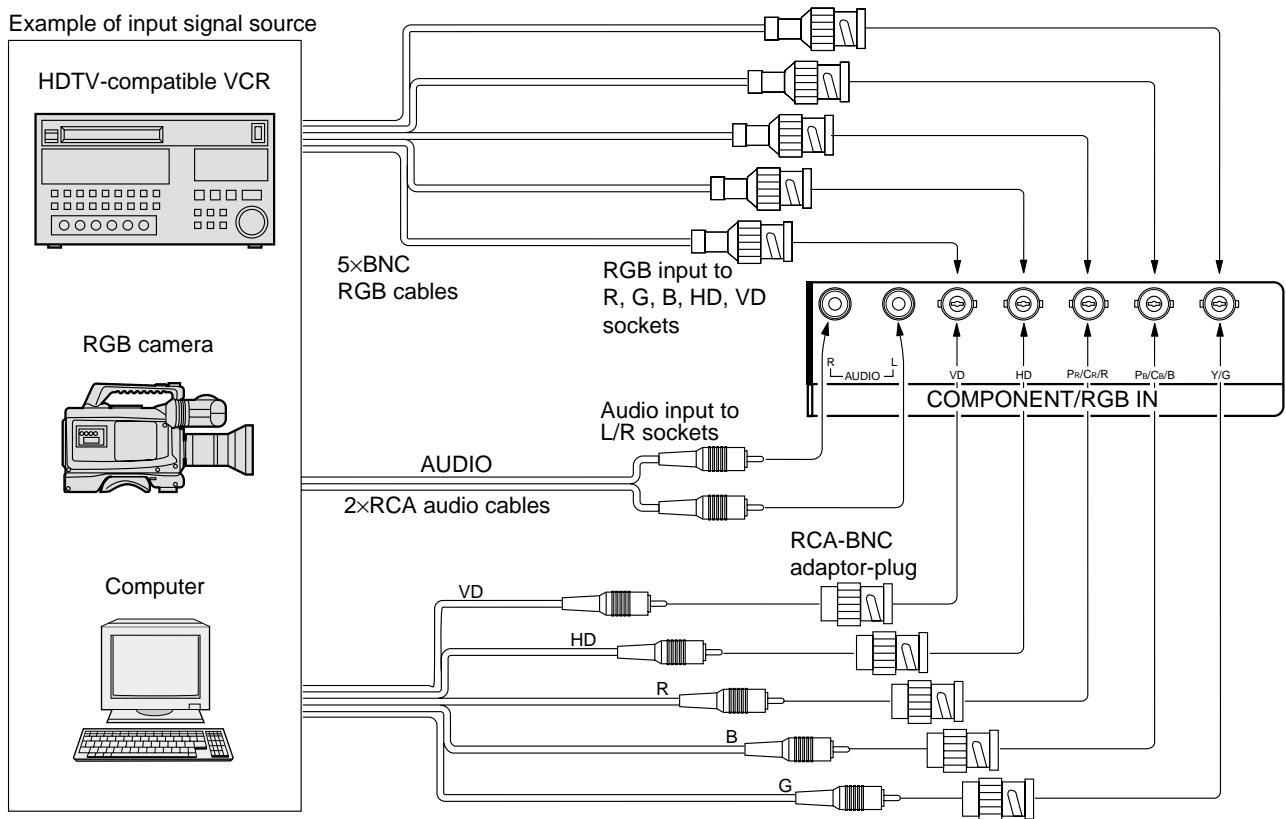 Example of input signal source
HDTV-compatible VCR
5×BNC
RGB cables
RGB input to
R, G, B, HD, VD
sockets
R L
AUDIO
VD
HD
PR/CR/R
PB/CB/B
Y/G
COMPONENT/RGB IN
RGB camera
Audio input to
L/R sockets
AUDIO
2×RCA audio cables
RCA-BNC
adaptor-plug
Computer
VD
HD
R
B
G